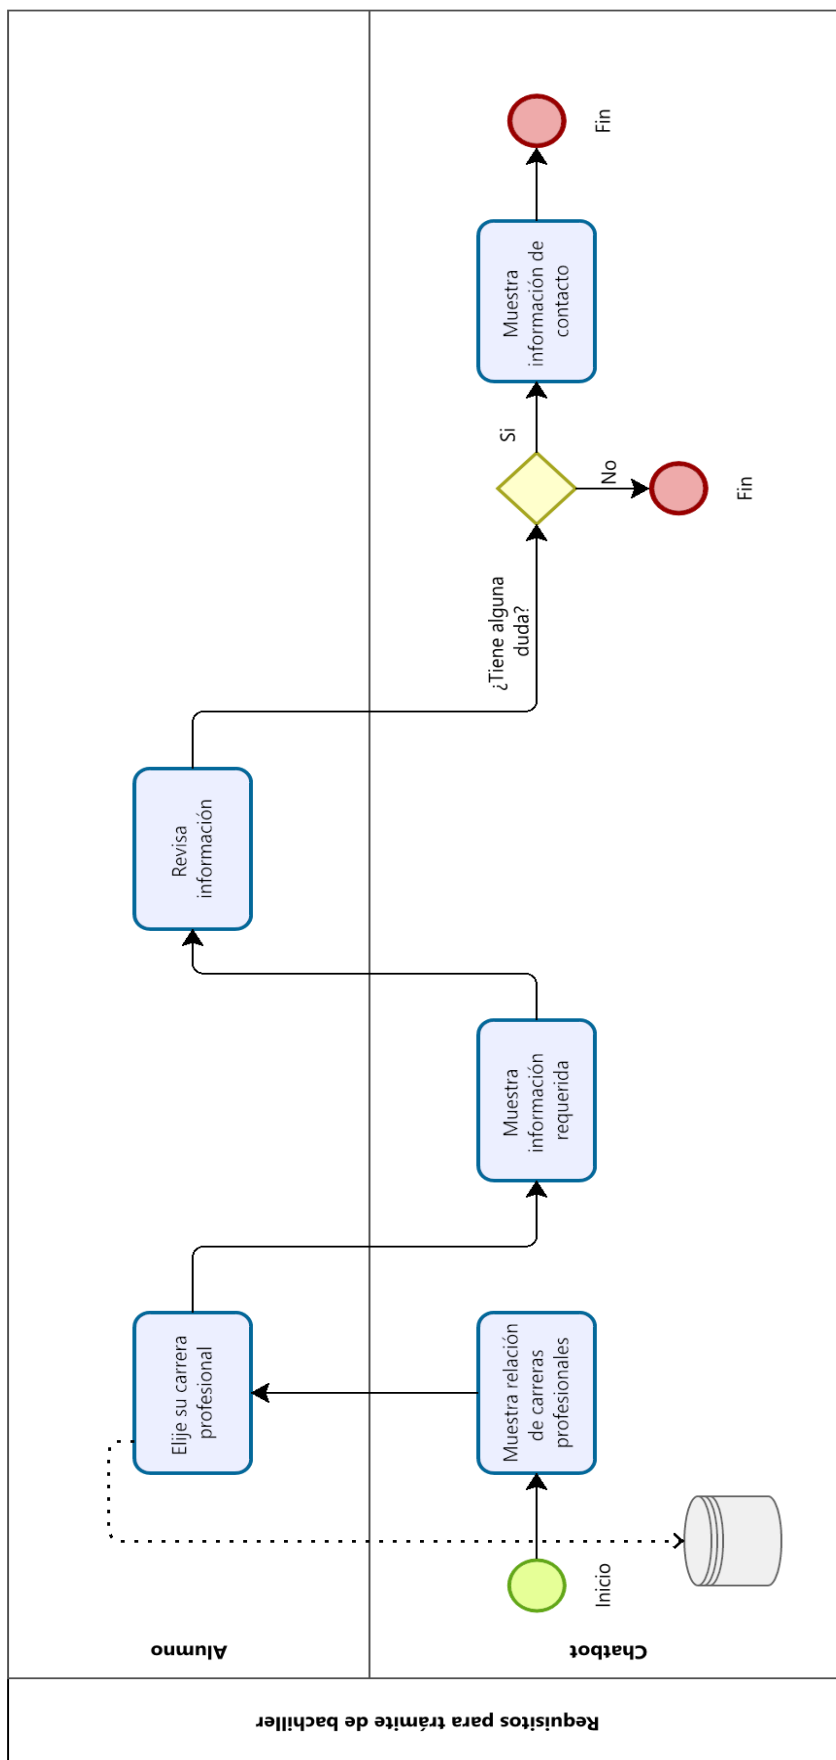 Requisitos para trámite de bachiller
Alumno
Chatbot
Inicio
Muestra relación
de carreras
profesionales
Elije su carrera
profesional
Muestra
información
requerida
Revisa
información
¿Tiene alguna
duda?
Si
No
Fin
Muestra
información de
contacto
Fin